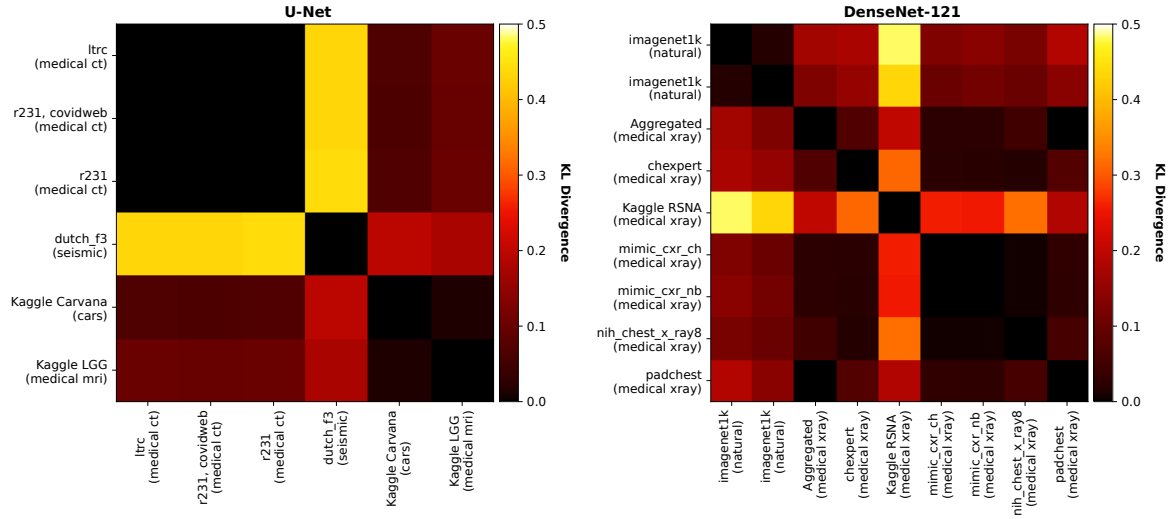 U-Net
ltrc
(medical ct)
r231, covidweb
(medical ct)
r231
(medical ct)
dutch_f3
(seismic)
Kaggle Carvana
(cars)
Kaggle LGG
(medical mri)
ltrc
(medical ct)
r231, covidweb
(medical ct)
r231
(medical ct)
dutch_f3
(seismic)
Kaggle Carvana
(cars)
Kaggle LGG
(medical mri)
0.5
0.4
0.3
0.2
0.1
0.0
KL Divergence
DenseNet-121
imagenet1k
(natural)
imagenet1k
(natural)
Aggregated
(medical xray)
chexpert
(medical xray)
Kaggle RSNA
(medical xray)
mimic_cxr_ch
(medical xray)
mimic_cxr_nb
(medical xray)
nih_chest_x_ray8
(medical xray)
padchest
(medical xray)
imagenet1k
(natural)
imagenet1k
(natural)
Aggregated
(medical xray)
chexpert
(medical xray)
Kaggle RSNA
(medical xray)
mimic_cxr_ch
(medical xray)
mimic_cxr_nb
(medical xray)
nih_chest_x_ray8
(medical xray)
padchest
(medical xray)
0.5
0.4
0.3
0.2
0.1
0.0
KL Divergence